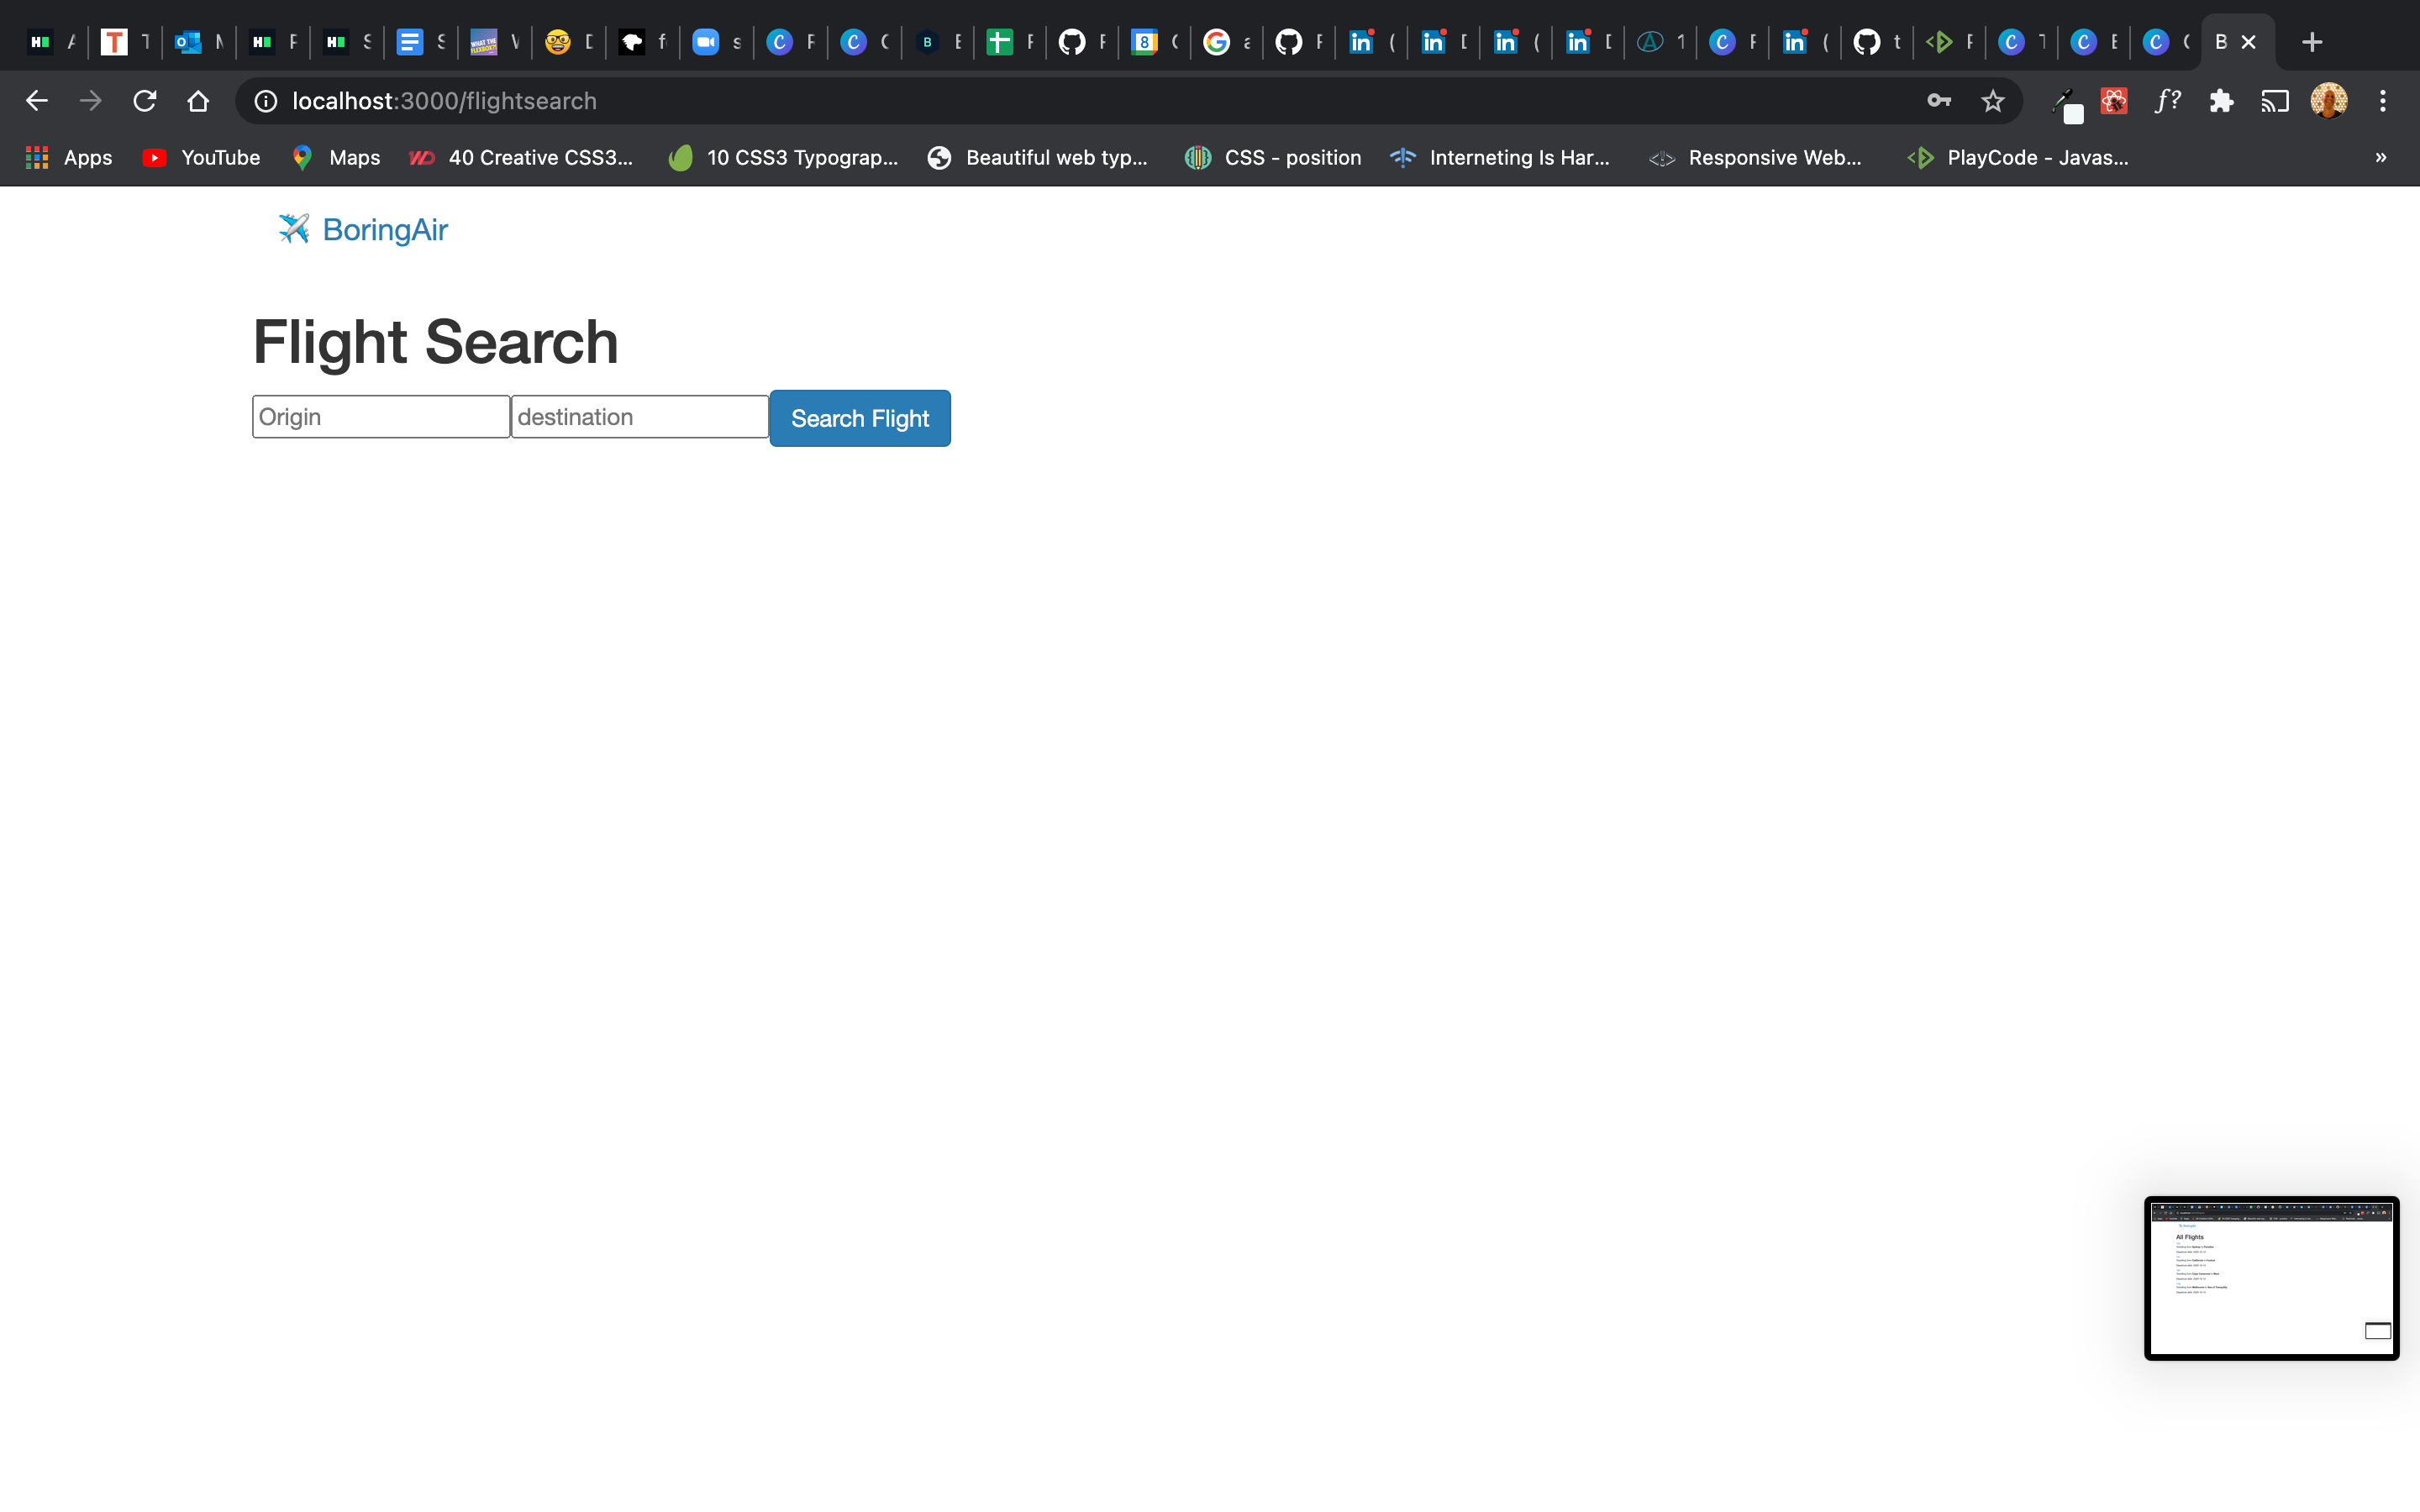 localhost:3000/flightsearch
Apps YouTube Maps 40 Creative CSS3... 10 CSS3 Typograp... Beautiful web typ... CSS - position Interneting Is Har... Responsive Web... PlayCode - Javas... »
BoringAir
Flight Search
Origin destination Search Flight
All Flights